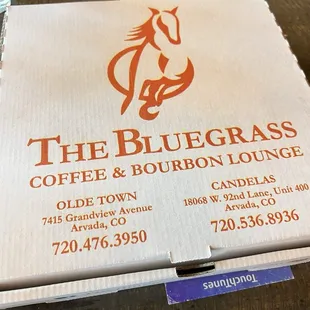 THE BLUEGRASS
COFFEE & BOURBON LOUNGE
OLDE TOWN
7415 Grandview Avenue
Arvada, CO
720.476.3950
CANDELAS
18068 W. 92nd Lane, Unit 400
Arvada, CO
720.536.8936
TouchTunes